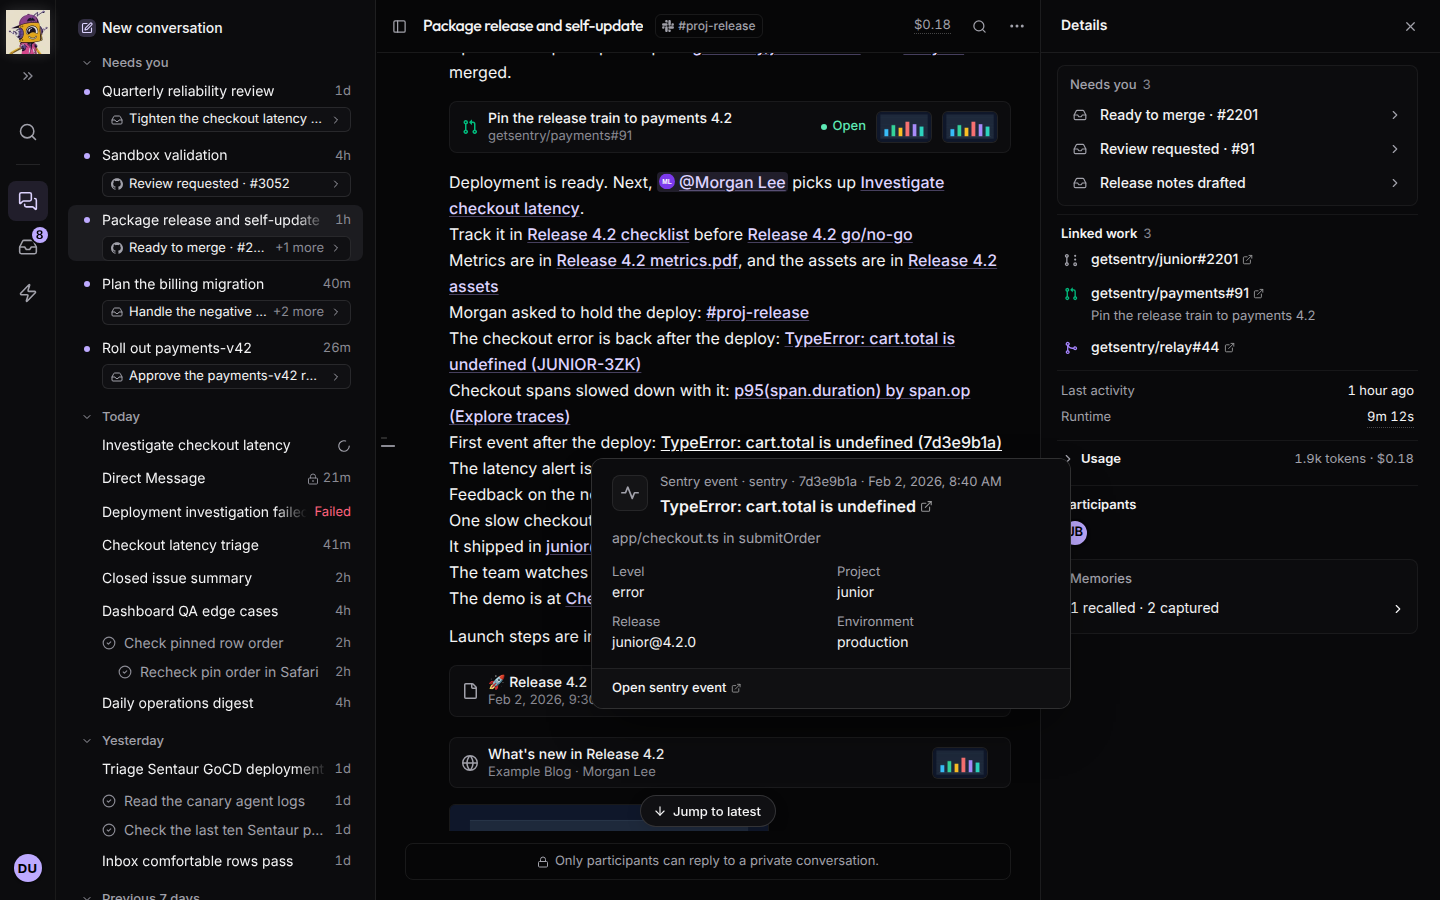 New conversation
Needs you
Quarterly reliability review 1d
Tighten the checkout latency ...
Sandbox validation 4h
Review requested · #3052
Package release and self-update 1h
Ready to merge · #2... +1 more
Plan the billing migration 40m
Handle the negative ... +2 more
Roll out payments-v42 26m
Approve the payments-v42 r...
Today
Investigate checkout latency
Direct Message 21m
Deployment investigation failed Failed
Checkout latency triage 41m
Closed issue summary 2h
Dashboard QA edge cases 4h
Check pinned row order 2h
Recheck pin order in Safari 2h
Daily operations digest 4h
Yesterday
Triage Sentaur GoCD deployment 1d
Read the canary agent logs 1d
Check the last ten Sentaur p... 1d
Inbox comfortable rows pass 1d
Previous 7 days
8
DU
Package release and self-update #proj-release $0.18
merged.
Pin the release train to payments 4.2
getsentry/payments#91
Open
Deployment is ready. Next, ML @Morgan Lee picks up Investigate
checkout latency.
Track it in Release 4.2 checklist before Release 4.2 go/no-go
Metrics are in Release 4.2 metrics.pdf, and the assets are in Release 4.2
assets
Morgan asked to hold the deploy: #proj-release
The checkout error is back after the deploy: TypeError: cart.total is
undefined (JUNIOR-3ZK)
Checkout spans slowed down with it: p95(span.duration) by span.op
(Explore traces)
First event after the deploy: TypeError: cart.total is undefined (7d3e9b1a)
The latency alert is
Feedback on the
One slow checkout
It shipped in junior
The team watches
The demo is at
Launch steps are
🚀 Release 4.2
Feb 2, 2026,
Sentry event · sentry · 7d3e9b1a · Feb 2, 2026, 8:40 AM
TypeError: cart.total is undefined
app/checkout.ts in submitOrder
Level Project
error junior
Release Environment
junior@4.2.0 production
Open sentry event
What's new in Release 4.2
Example Blog · Morgan Lee
Jump to latest
Only participants can reply to a private conversation.
Details
Needs you 3
Ready to merge · #2201
Review requested · #91
Release notes drafted
Linked work 3
getsentry/junior#2201
getsentry/payments#91
Pin the release train to payments 4.2
getsentry/relay#44
Last activity 1 hour ago
Runtime 9m 12s
Usage 1.9k tokens · $0.18
articipants
JB
Memories
1 recalled · 2 captured